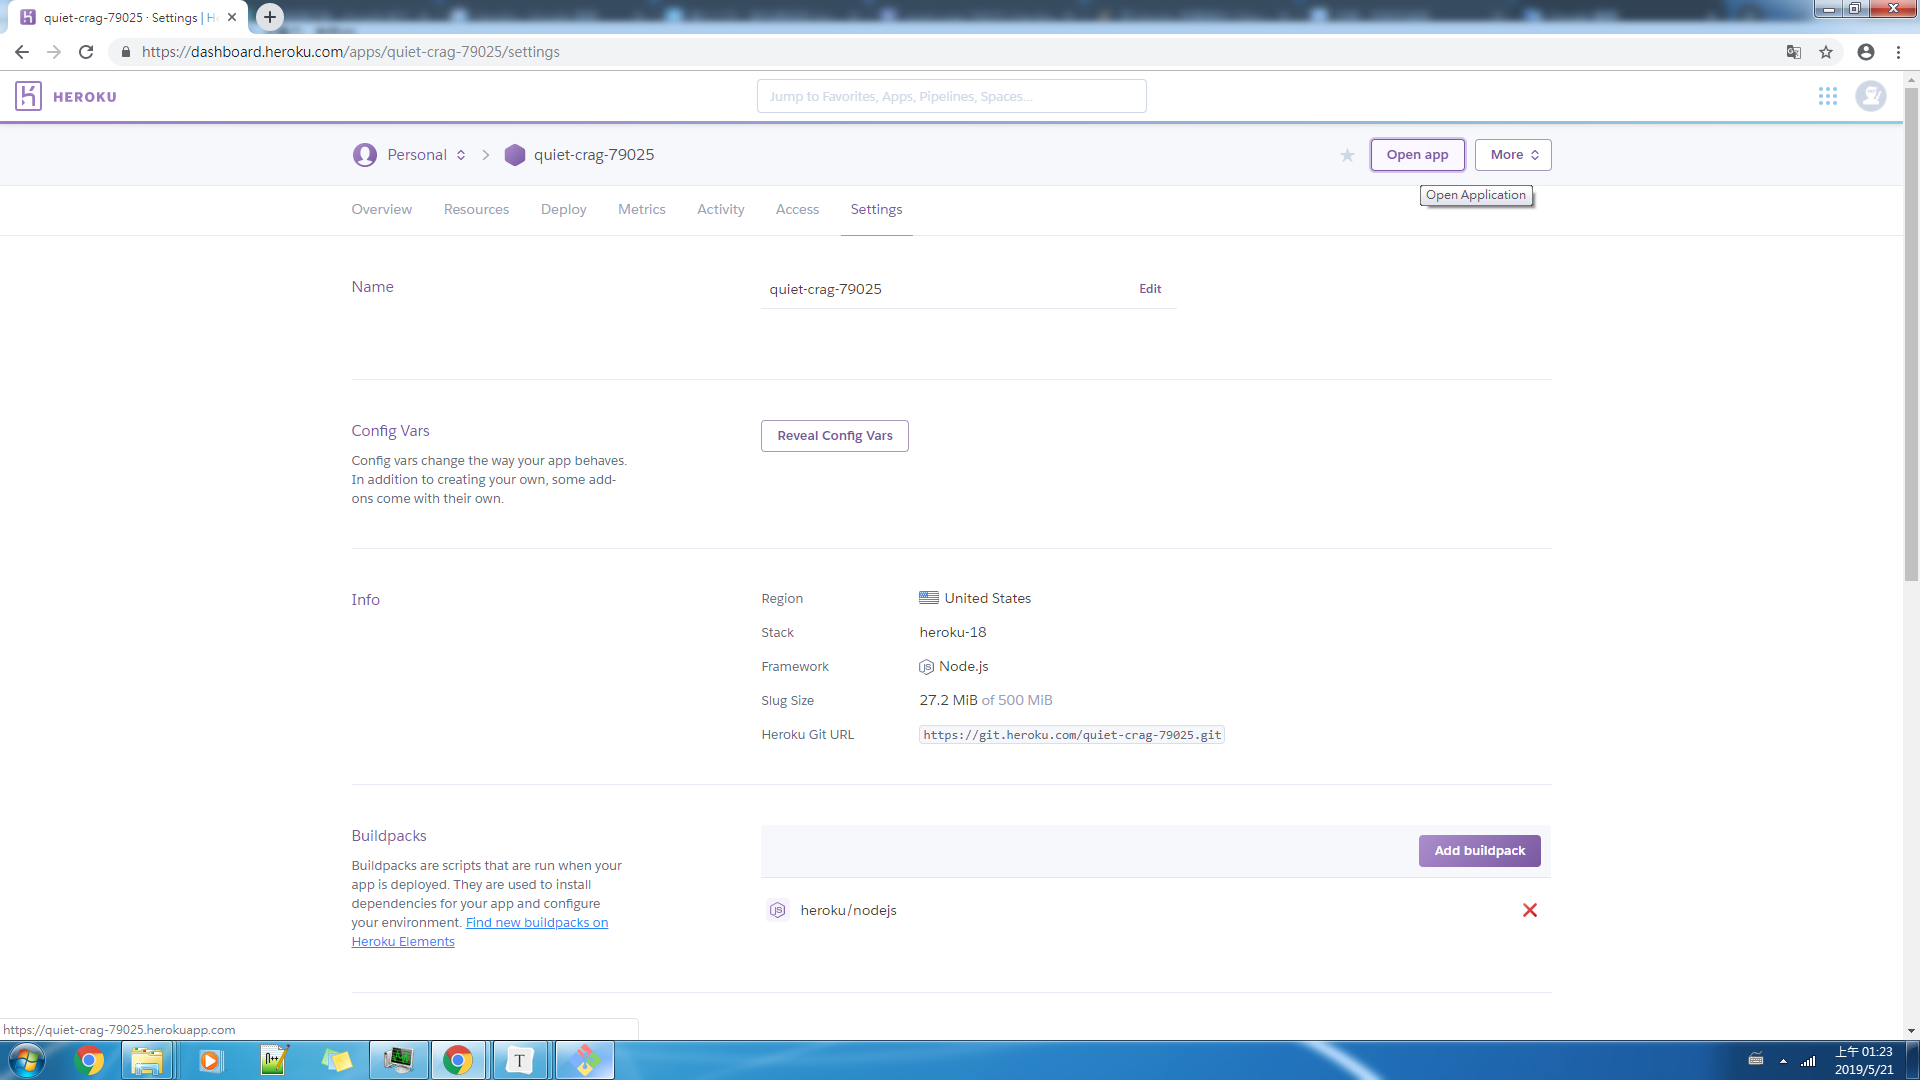 quiet-crag-79025 · Settings | H
https://dashboard.heroku.com/apps/quiet-crag-79025/settings
HEROKU
Jump to Favorites, Apps, Pipelines, Spaces...
Personal
quiet-crag-79025
Open app
More
Open Application
Overview
Resources
Deploy
Metrics
Activity
Access
Settings
Name
quiet-crag-79025
Edit
Config Vars
Config vars change the way your app behaves.
In addition to creating your own, some add-
ons come with their own.
Reveal Config Vars
Info
Region
United States
Stack
heroku-18
Framework
Node.js
Slug Size
27.2 MiB of 500 MiB
Heroku Git URL
https://git.heroku.com/quiet-crag-79025.git
Buildpacks
Buildpacks are scripts that are run when your
app is deployed. They are used to install
dependencies for your app and configure
your environment. Find new buildpacks on
Heroku Elements
Add buildpack
heroku/nodejs
https://quiet-crag-79025.herokuapp.com
上午 01:23
2019/5/21